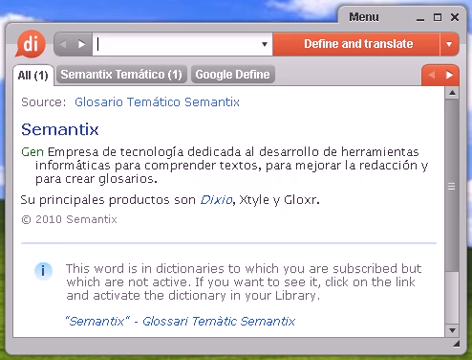 Menu
di
Define and translate
All (1) Semantix Temático (1) Google Define
Source: Glosario Temático Semantix
Semantix
Gen Empresa de tecnología dedicada al desarrollo de herramientas
informáticas para comprender textos, para mejorar la redacción y
para crear glosarios.
Su principales productos son Dixio, Xtyle y Gloxr.
© 2010 Semantix
i
This word is in dictionaries to which you are subscribed but
which are not active. If you want to see it, click on the link
and activate the dictionary in your Library.
"Semantix" - Glossari Temàtic Semantix